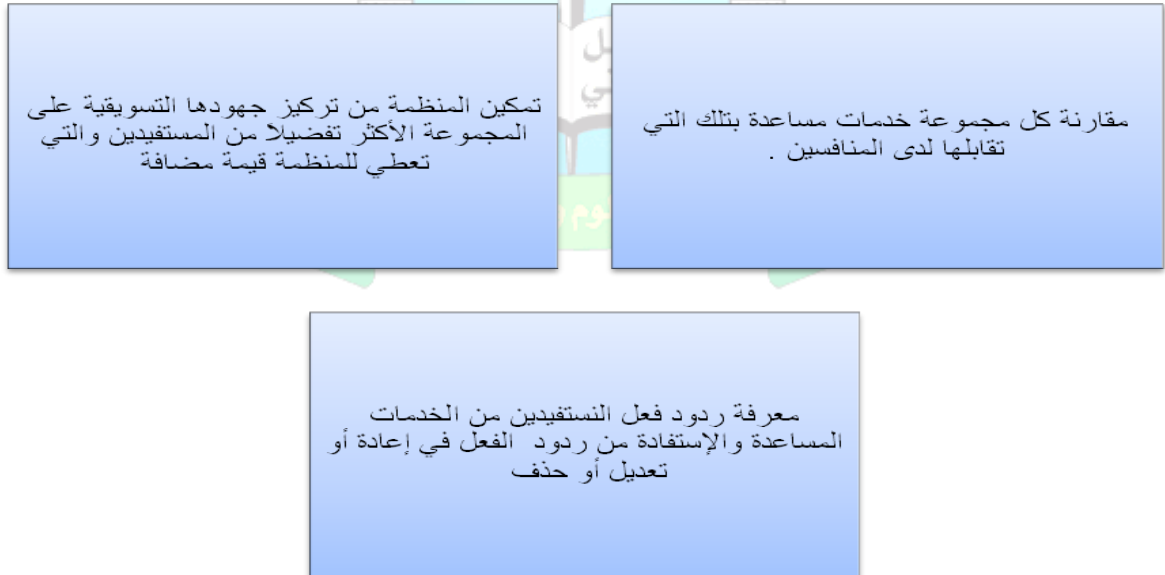 مقارنة كل مجموعة خدمات مساعدة بتلك التي
تقابلها لدى المنافسين .
تمكين المنظمة من تركيز جهودها التسويقية على
المجموعة الأكثر تفضيلاً من المستفيدين والتي
تعطي للمنظمة قيمة مضافة
معرفة ردود فعل النستفيدين من الخدمات
المساعدة والإستفادة من ردود الفعل في إعادة أو
تعديل أو حذف